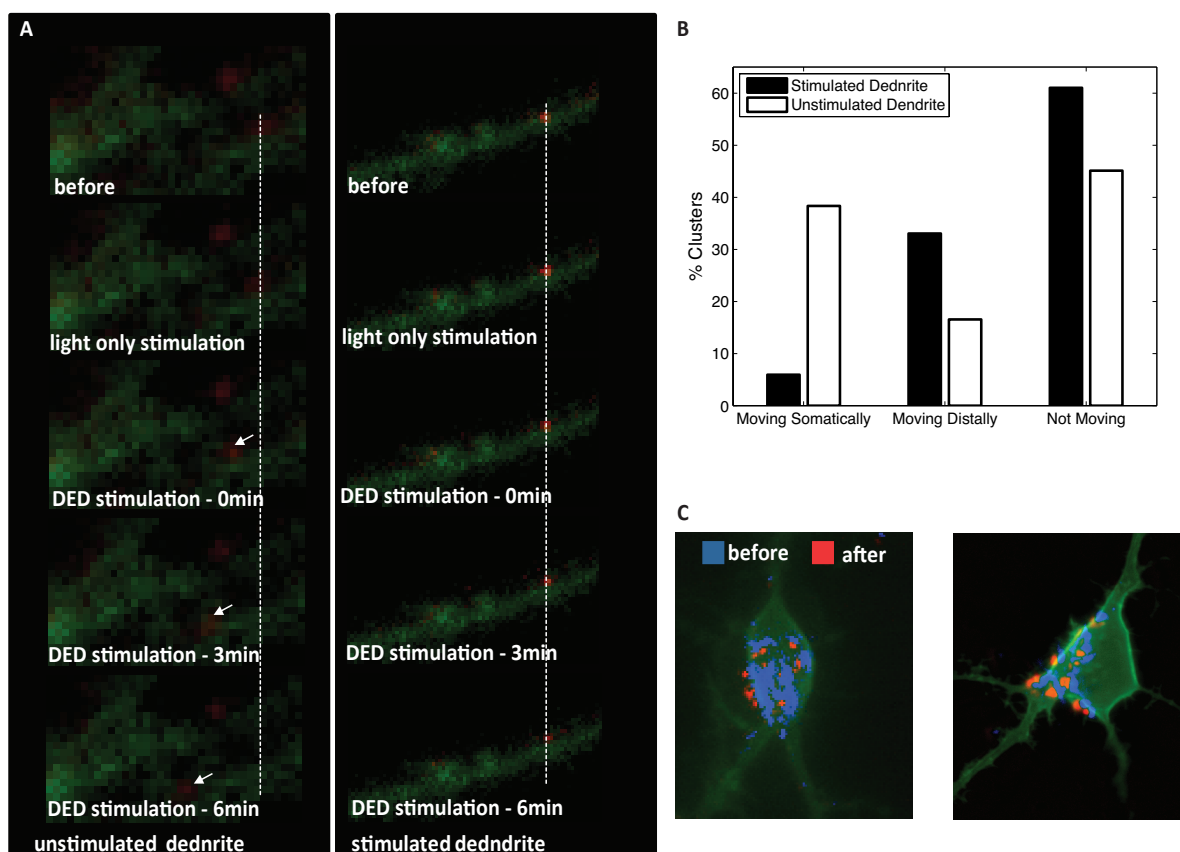 A
before
light only stimulation
DED stimulation - 0min
DED stimulation - 3min
DED stimulation - 6min
unstimulated dednrite
before
light only stimulation
DED stimulation - 0min
DED stimulation - 3min
DED stimulation - 6min
stimulated dedndrite
B
Stimulated Dednrite
Unstimulated Dendrite
% Clusters
60
50
40
30
20
10
0
Moving Somatically
Moving Distally
Not Moving
C
before
after